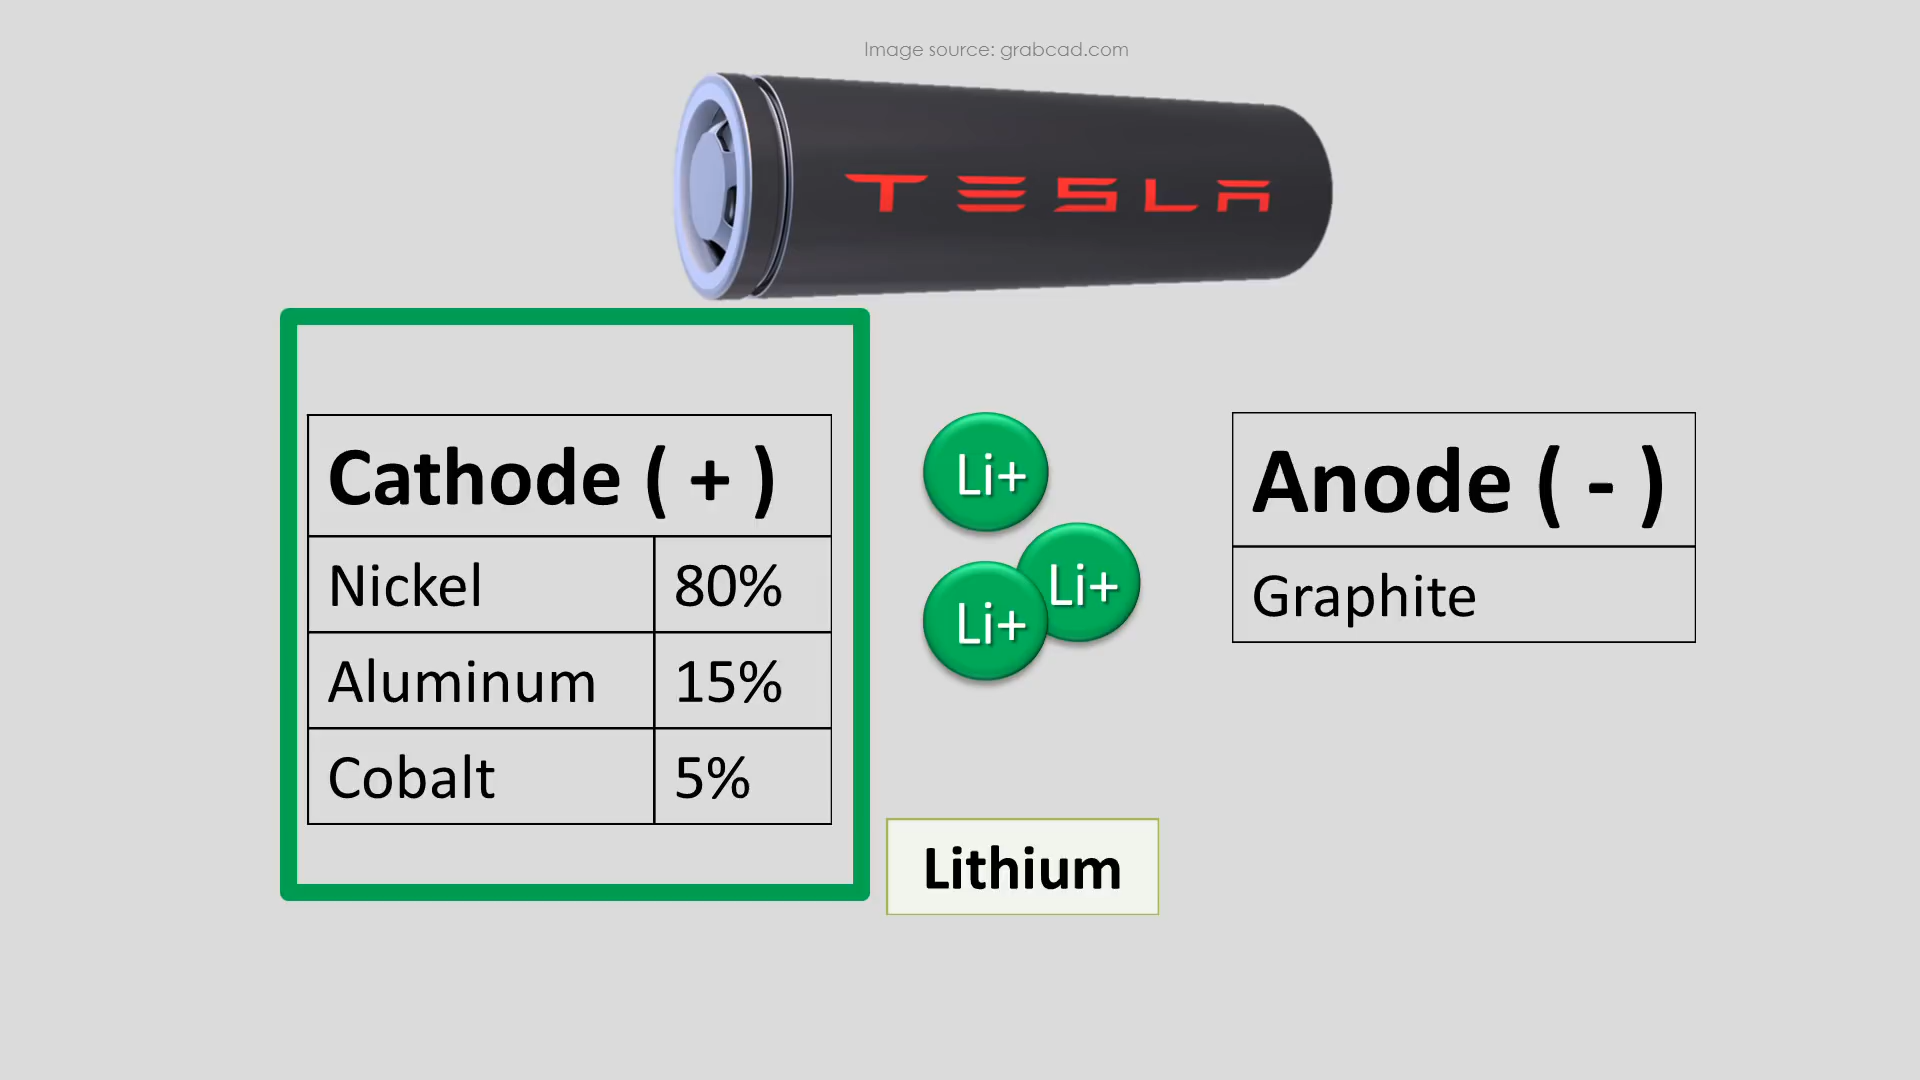 Image source: grabcad.com
TESLA
Cathode ( + )
Nickel 80%
Aluminum 15%
Cobalt 5%
Li+
Li+
Li+
Lithium
Anode ( - )
Graphite